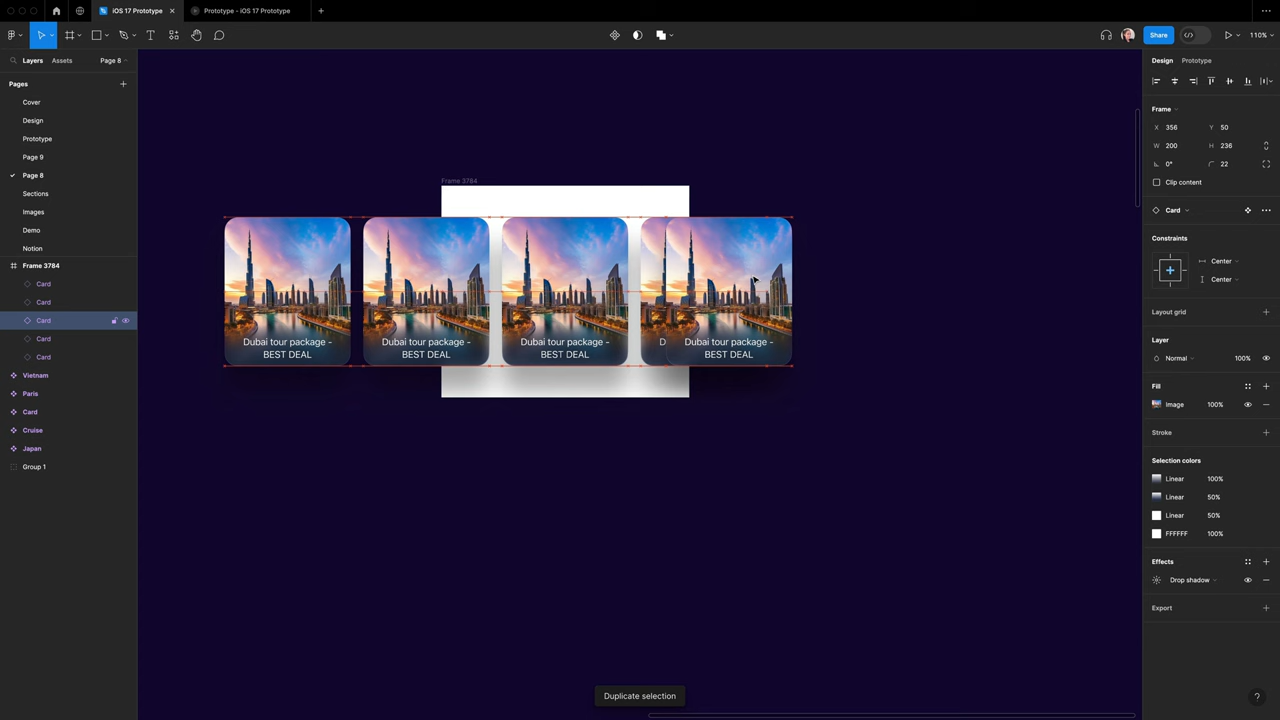 iOS 17 Prototype
Prototype - iOS 17 Prototype
Share
110%
Layers
Assets
Page 8
Design
Prototype
Pages
Cover
Design
Prototype
Page 9
Page 8
Sections
Images
Demo
Notion
Frame 3784
Card
Card
Card
Card
Card
Vietnam
Paris
Card
Cruise
Japan
Group 1
Frame 3784
Dubai tour package -
BEST DEAL
Dubai tour package -
BEST DEAL
Dubai tour package -
BEST DEAL
D
Dubai tour package -
BEST DEAL
Duplicate selection
Frame
X 356
Y 50
W 200
H 236
0°
22
Clip content
Card
Constraints
Center
Center
Layout grid
Layer
Normal
100%
Fill
Image
100%
Stroke
Selection colors
Linear 100%
Linear 50%
Linear 50%
FFFFFF 100%
Effects
Drop shadow
Export
?